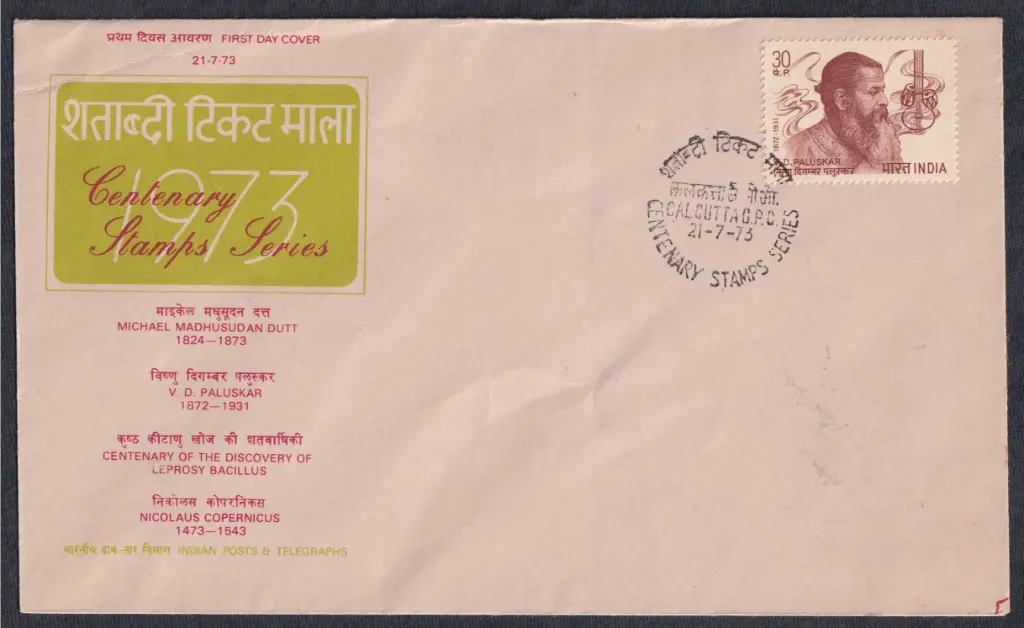 प्रथम दिवस आवरण FIRST DAY COVER
21-7-73
शताब्दी टिकट माला
1973
Centenary
Stamps Series
माइकेल मधुसूदन दत्त
MICHAEL MADHUSUDAN DUTT
1824—1873
विष्णु दिगम्बर पलुस्कर
V. D. PALUSKAR
1872—1931
कुष्ठ कीटाणु खोज की शतवार्षिकी
CENTENARY OF THE DISCOVERY OF
LEPROSY BACILLUS
निकोलस कोपरनिकस
NICOLAUS COPERNICUS
1473—1543
भारतीय डाक-तार विभाग INDIAN POSTS & TELEGRAPHS
30
पै. P.
1872-1931
V.D. PALUSKAR
दिगम्बर पलुस्कर
भारत INDIA
शताब्दी टिकट माला
CALCUTTA G.P.O.
21-7-73
CENTENARY STAMPS SERIES